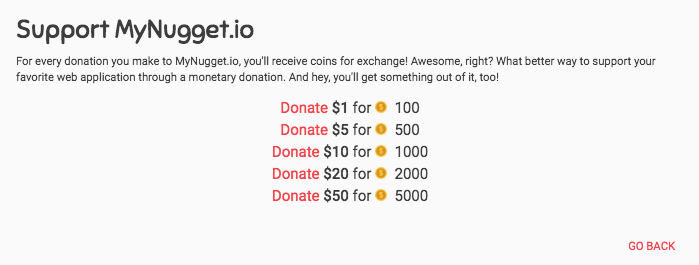 Support MyNugget.io
For every donation you make to MyNugget.io, you'll receive coins for exchange! Awesome, right? What better way to support your
favorite web application through a monetary donation. And hey, you'll get something out of it, too!
Donate $1 for 100
Donate $5 for 500
Donate $10 for 1000
Donate $20 for 2000
Donate $50 for 5000
GO BACK